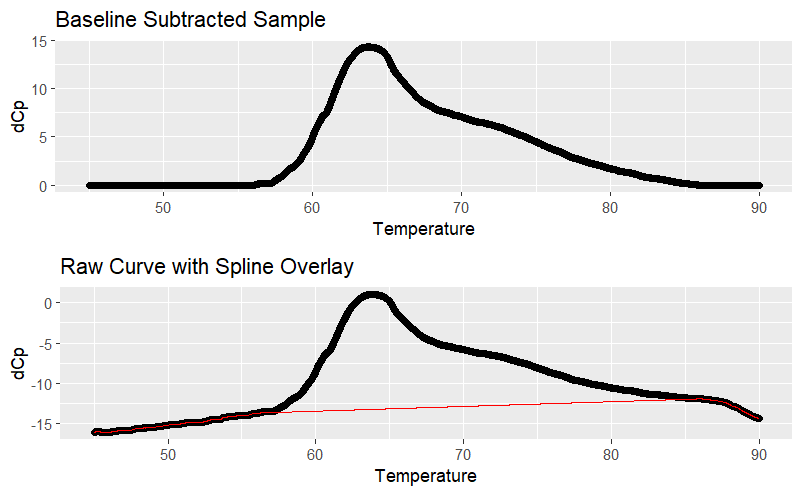 Baseline Subtracted Sample
15
10
5
0
dCp
50 60 70 80 90
Temperature
Raw Curve with Spline Overlay
0
-5
-10
-15
dCp
50 60 70 80 90
Temperature